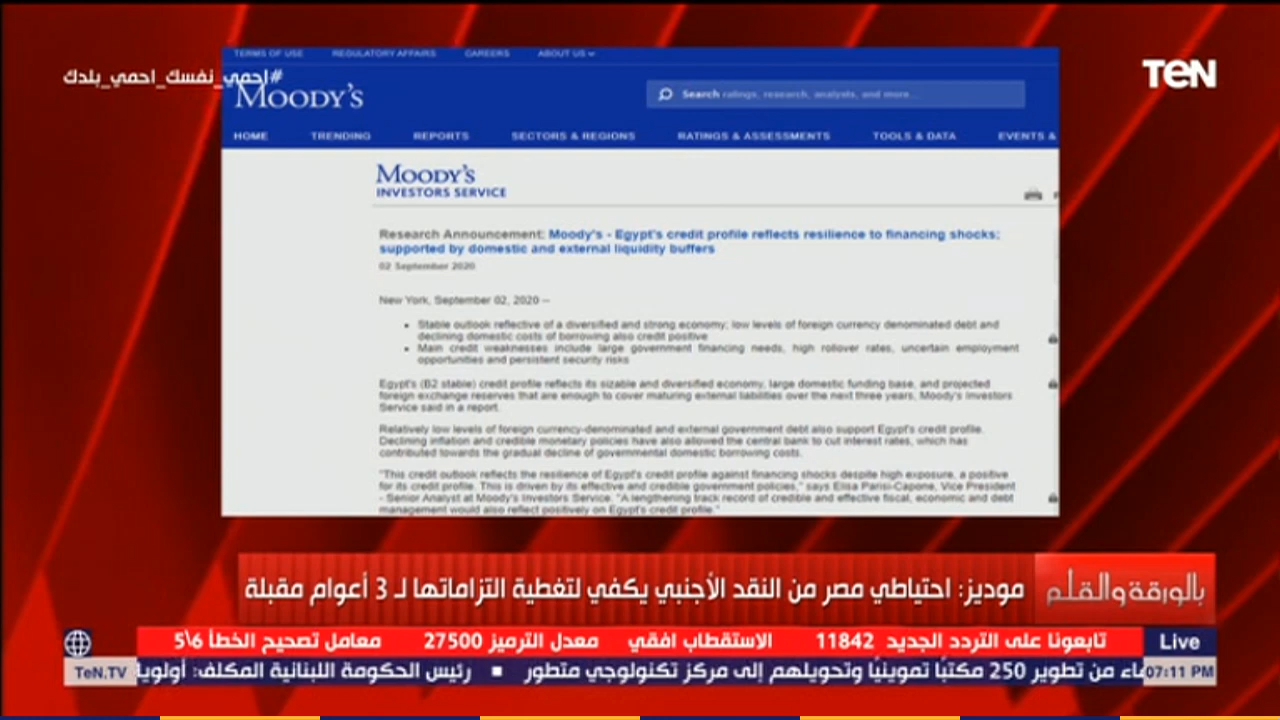 TERMS OF USE REGULATORY AFFAIRS CAREERS ABOUT US
#احمي_نفسك_احمي_بلدك
TEN
MOODY'S
Search ratings, research, analysts, and more...
HOME TRENDING REPORTS SECTORS & REGIONS RATINGS & ASSESSMENTS TOOLS & DATA EVENTS &
MOODY'S
INVESTORS SERVICE
Research Announcement: Moody's - Egypt's credit profile reflects resilience to financing shocks;
supported by domestic and external liquidity buffers
02 September 2020
New York, September 02, 2020 --
• Stable outlook reflective of a diversified and strong economy; low levels of foreign currency denominated debt and
declining domestic costs of borrowing also credit positive
• Main credit weaknesses include large government financing needs, high rollover rates, uncertain employment
opportunities and persistent security risks
Egypt's (B2 stable) credit profile reflects its sizable and diversified economy, large domestic funding base, and projected
foreign exchange reserves that are enough to cover maturing external liabilities over the next three years, Moody's Investors
Service said in a report.
Relatively low levels of foreign currency-denominated and external government debt also support Egypt's credit profile.
Declining inflation and credible monetary policies have also allowed the central bank to cut interest rates, which has
contributed towards the gradual decline of governmental domestic borrowing costs.
"This credit outlook reflects the resilience of Egypt's credit profile against financing shocks despite high exposure, a positive
for its credit profile. This is driven by its effective and credible government policies," says Elisa Parisi-Capone, Vice President
- Senior Analyst at Moody's Investors Service. "A lengthening track record of credible and effective fiscal, economic and debt
management would also reflect positively on Egypt's credit profile."
بالورقة والقلم
موديز: احتياطي مصر من النقد الأجنبي يكفي لتغطية التزاماتها لـ 3 أعوام مقبلة
Live
تابعونا على التردد الجديد 11842 الاستقطاب افقي معدل الترميز 27500 معامل تصحيح الخطأ 5\6
07:11 PM
من تطوير 250 مكتبًا تموينيًا وتحويلهم إلى مركز تكنولوجي متطور ■ رئيس الحكومة اللبنانية المكلف:
TeN.TV